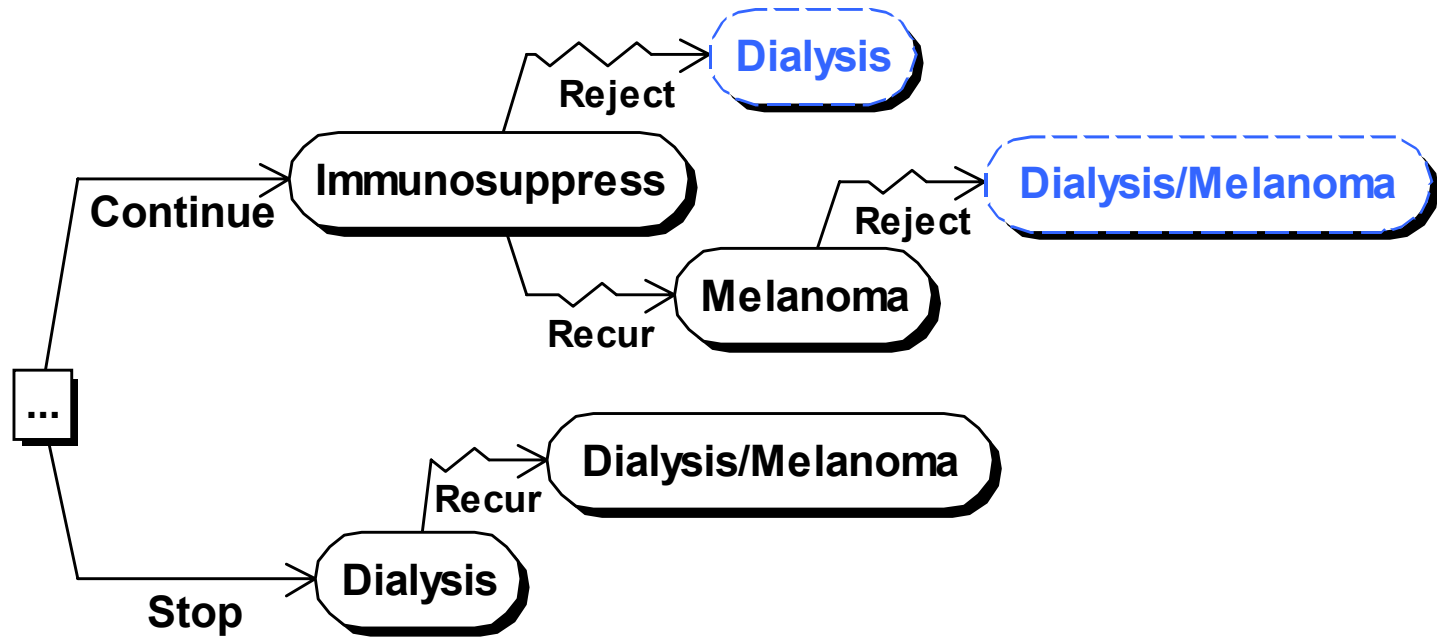 Dialysis
Reject
Immunosuppress
Continue
Dialysis/Melanoma
Reject
Melanoma
Recur
...
Dialysis/Melanoma
Recur
Dialysis
Stop